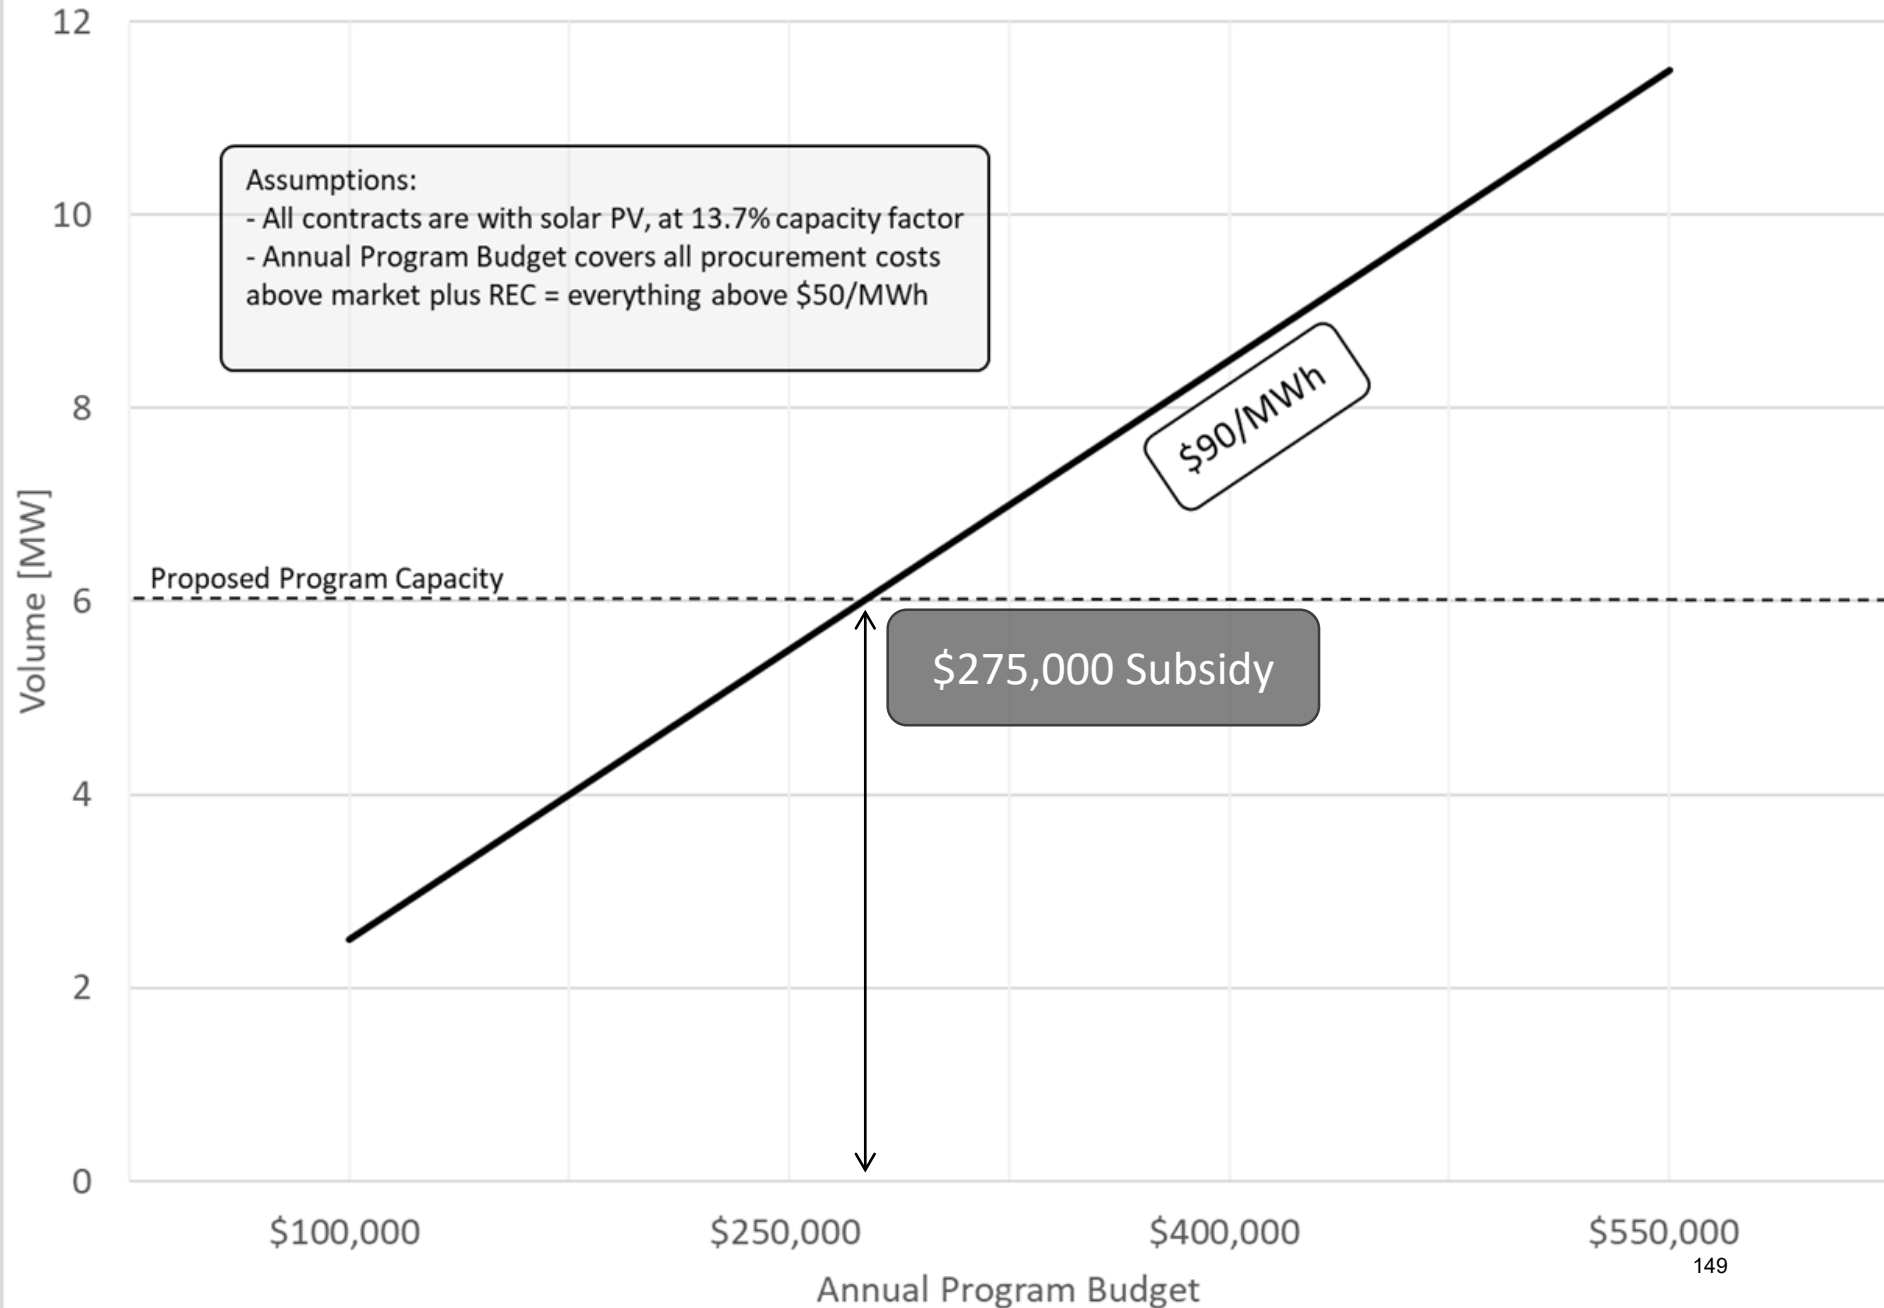 12
Assumptions:
- All contracts are with solar PV, at 13.7% capacity factor
- Annual Program Budget covers all procurement costs
above market plus REC = everything above $50/MWh
10
8
$90/MWh
Proposed Program Capacity
6
$275,000 Subsidy
Volume [MW]
4
2
0
$100,000 $250,000 $400,000 $550,000
149
Annual Program Budget